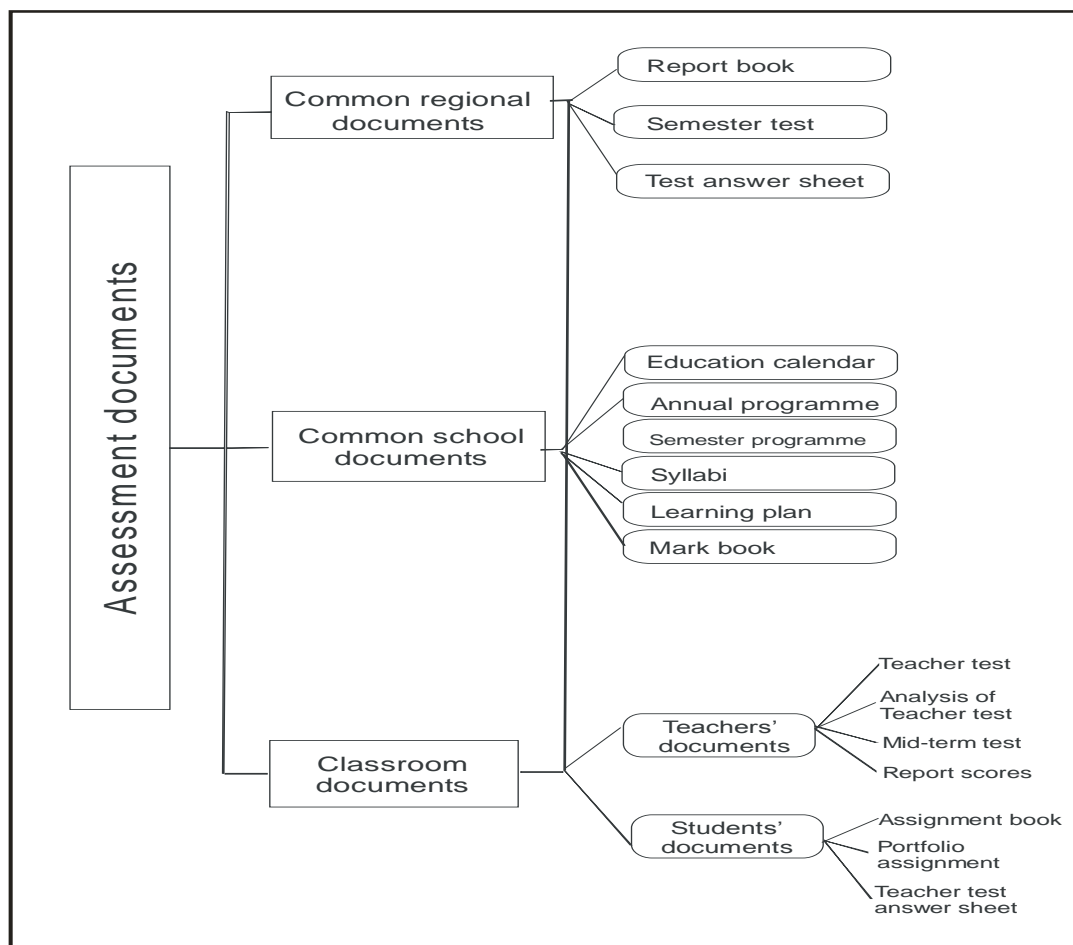 Assessment documents
Common regional
documents
Report book
Semester test
Test answer sheet
Common school
documents
Education calendar
Annual programme
Semester programme
Syllabi
Learning plan
Mark book
Classroom
documents
Teachers’
documents
Teacher test
Analysis of
Teacher test
Mid-term test
Report scores
Students’
documents
Assignment book
Portfolio
assignment
Teacher test
answer sheet